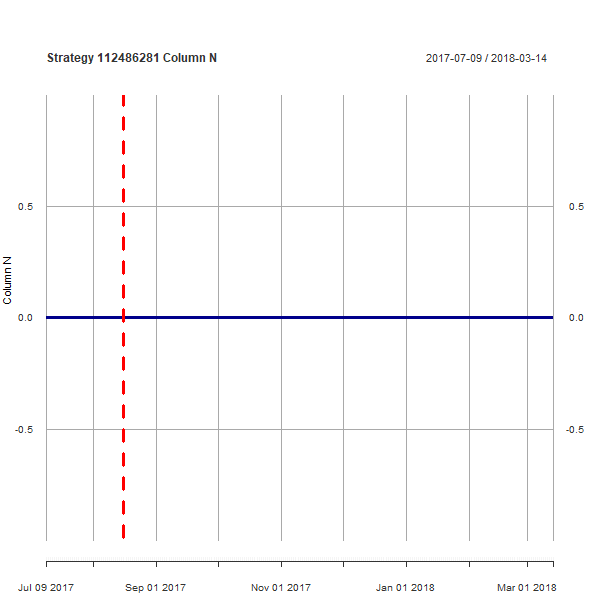 Strategy 112486281 Column N
2017-07-09 / 2018-03-14
0.5
0.5
Column N
0.0
0.0
-0.5
-0.5
Jul 09 2017
Sep 01 2017
Nov 01 2017
Jan 01 2018
Mar 01 2018